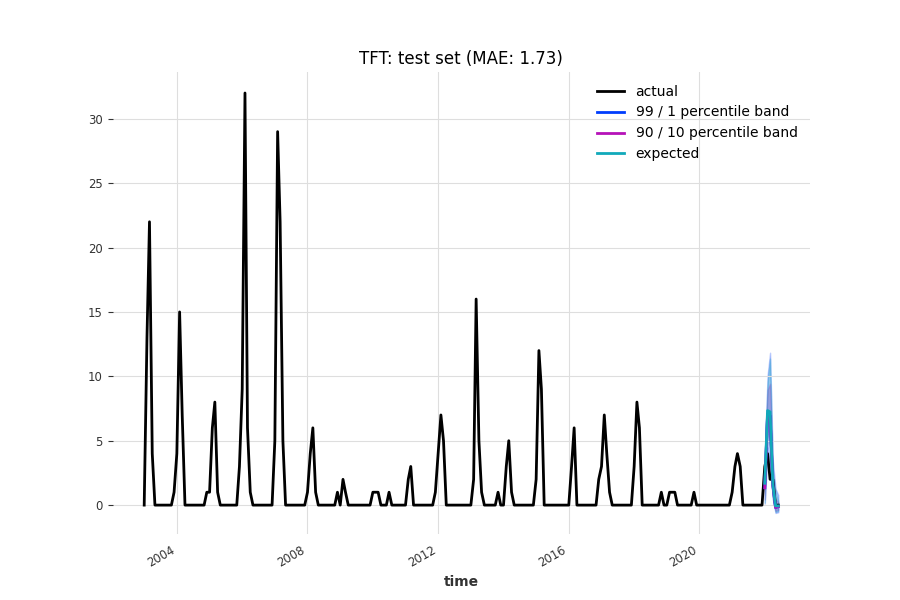 TFT: test set (MAE: 1.73)
actual
99 / 1 percentile band
90 / 10 percentile band
expected
30
25
20
15
10
5
0
2004
2008
2012
2016
2020
time